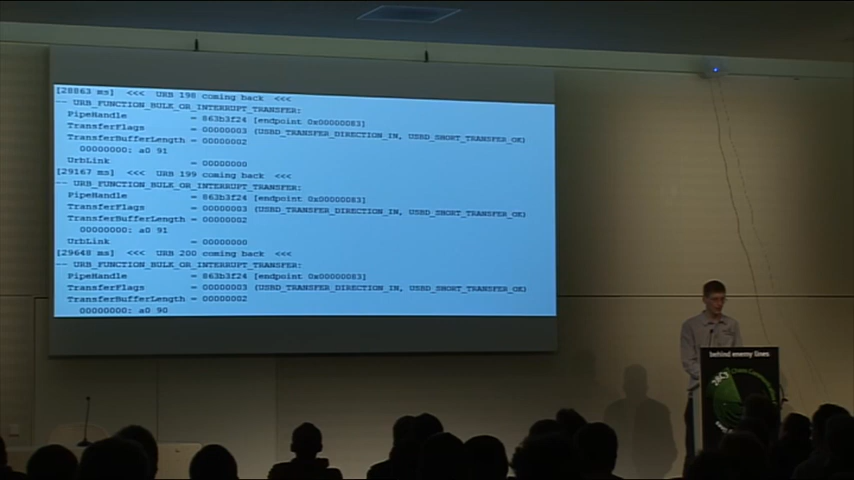 [28863 ms] <<< URB 198 coming back <<<
-- URB_FUNCTION_BULK_OR_INTERRUPT_TRANSFER:
PipeHandle = 863b3f24 [endpoint 0x00000083]
TransferFlags = 00000003 (USBD_TRANSFER_DIRECTION_IN, USBD_SHORT_TRANSFER_OK)
TransferBufferLength = 00000002
00000000: a0 91
UrbLink = 00000000
[29167 ms] <<< URB 199 coming back <<<
-- URB_FUNCTION_BULK_OR_INTERRUPT_TRANSFER:
PipeHandle = 863b3f24 [endpoint 0x00000083]
TransferFlags = 00000003 (USBD_TRANSFER_DIRECTION_IN, USBD_SHORT_TRANSFER_OK)
TransferBufferLength = 00000002
00000000: a0 91
UrbLink = 00000000
[29648 ms] <<< URB 200 coming back <<<
-- URB_FUNCTION_BULK_OR_INTERRUPT_TRANSFER:
PipeHandle = 863b3f24 [endpoint 0x00000083]
TransferFlags = 00000003 (USBD_TRANSFER_DIRECTION_IN, USBD_SHORT_TRANSFER_OK)
TransferBufferLength = 00000002
00000000: a0 90
behind enemy lines